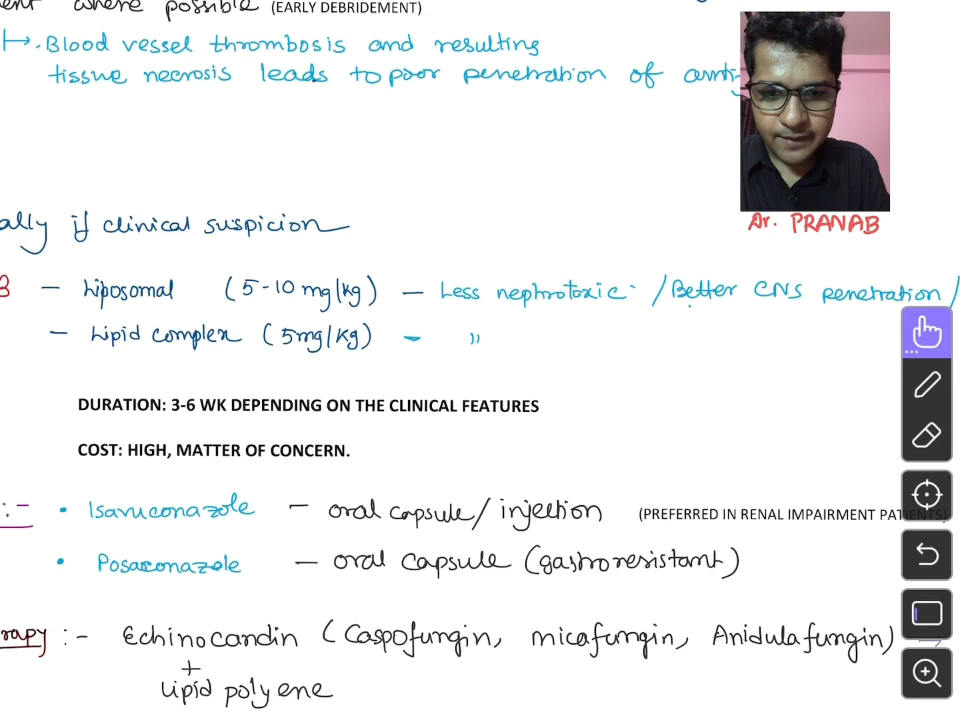 where possible (EARLY DEBRIDEMENT)
Blood vessel thrombosis and resulting
tissue necrosis leads to poor penetration of
Dr. PRANAB
ally if clinical suspicion
B – Liposomal (5-10 mg/kg) – Less nephrotoxic / Better CNS penetration /
– Lipid complex (5mg/kg) – "
DURATION: 3-6 WK DEPENDING ON THE CLINICAL FEATURES
COST: HIGH, MATTER OF CONCERN.
:- • Isavuconazole – oral capsule/ injection (PREFERRED IN RENAL IMPAIRMENT PATIENTS)
• Posaconazole – oral capsule (gastroresistant)
rapy :- Echinocandin (Caspofungin, micafungin, Anidulafungin)
+
Lipid polyene